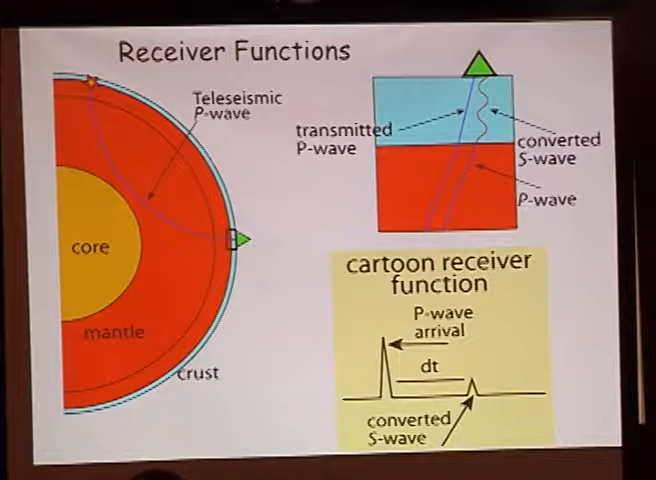 Receiver Functions
Teleseismic
P-wave
core
mantle
crust
transmitted
P-wave
converted
S-wave
P-wave
cartoon receiver
function
P-wave
arrival
dt
converted
S-wave